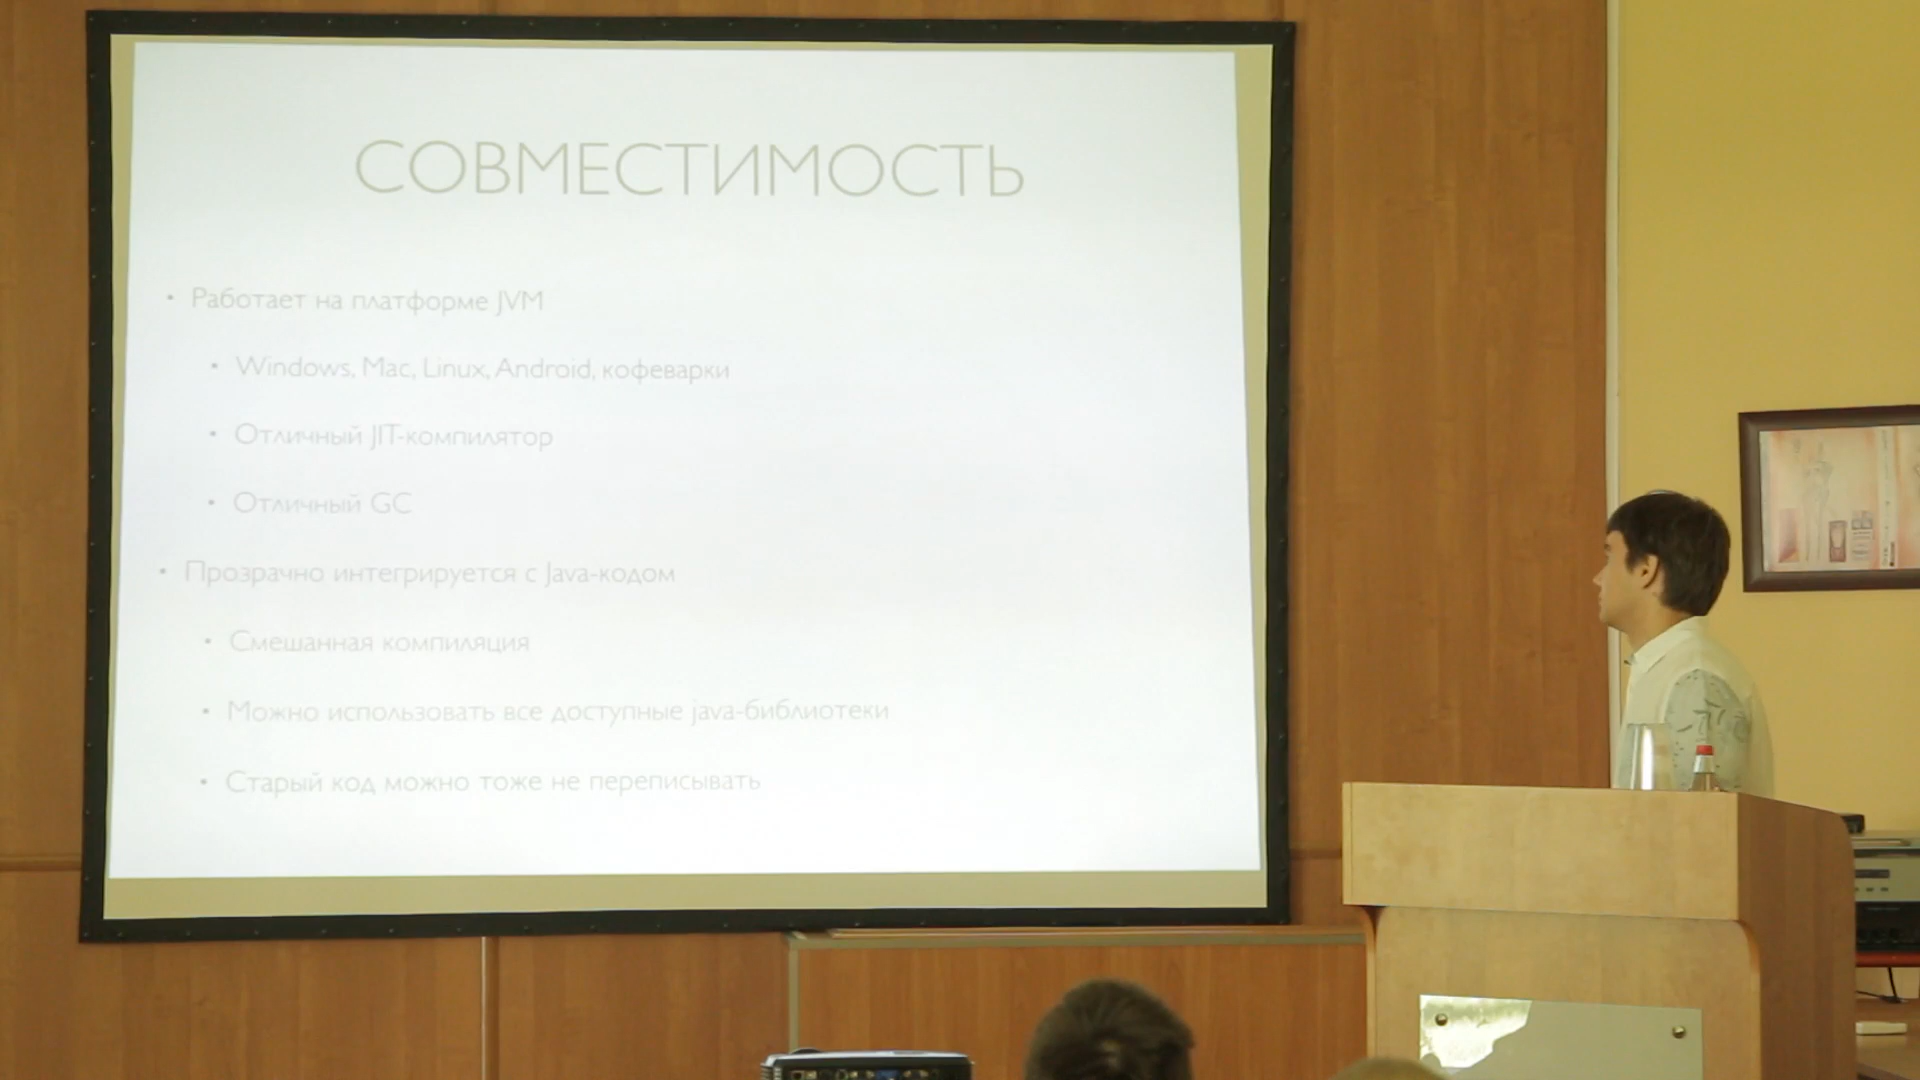 СОВМЕСТИМОСТЬ
• Работает на платформе JVM
• Windows, Mac, Linux, Android, кофеварки
• Отличный JIT-компилятор
• Отличный GC
• Прозрачно интегрируется с Java-кодом
• Смешанная компиляция
• Можно использовать все доступные java-библиотеки
• Старый код можно тоже не переписывать